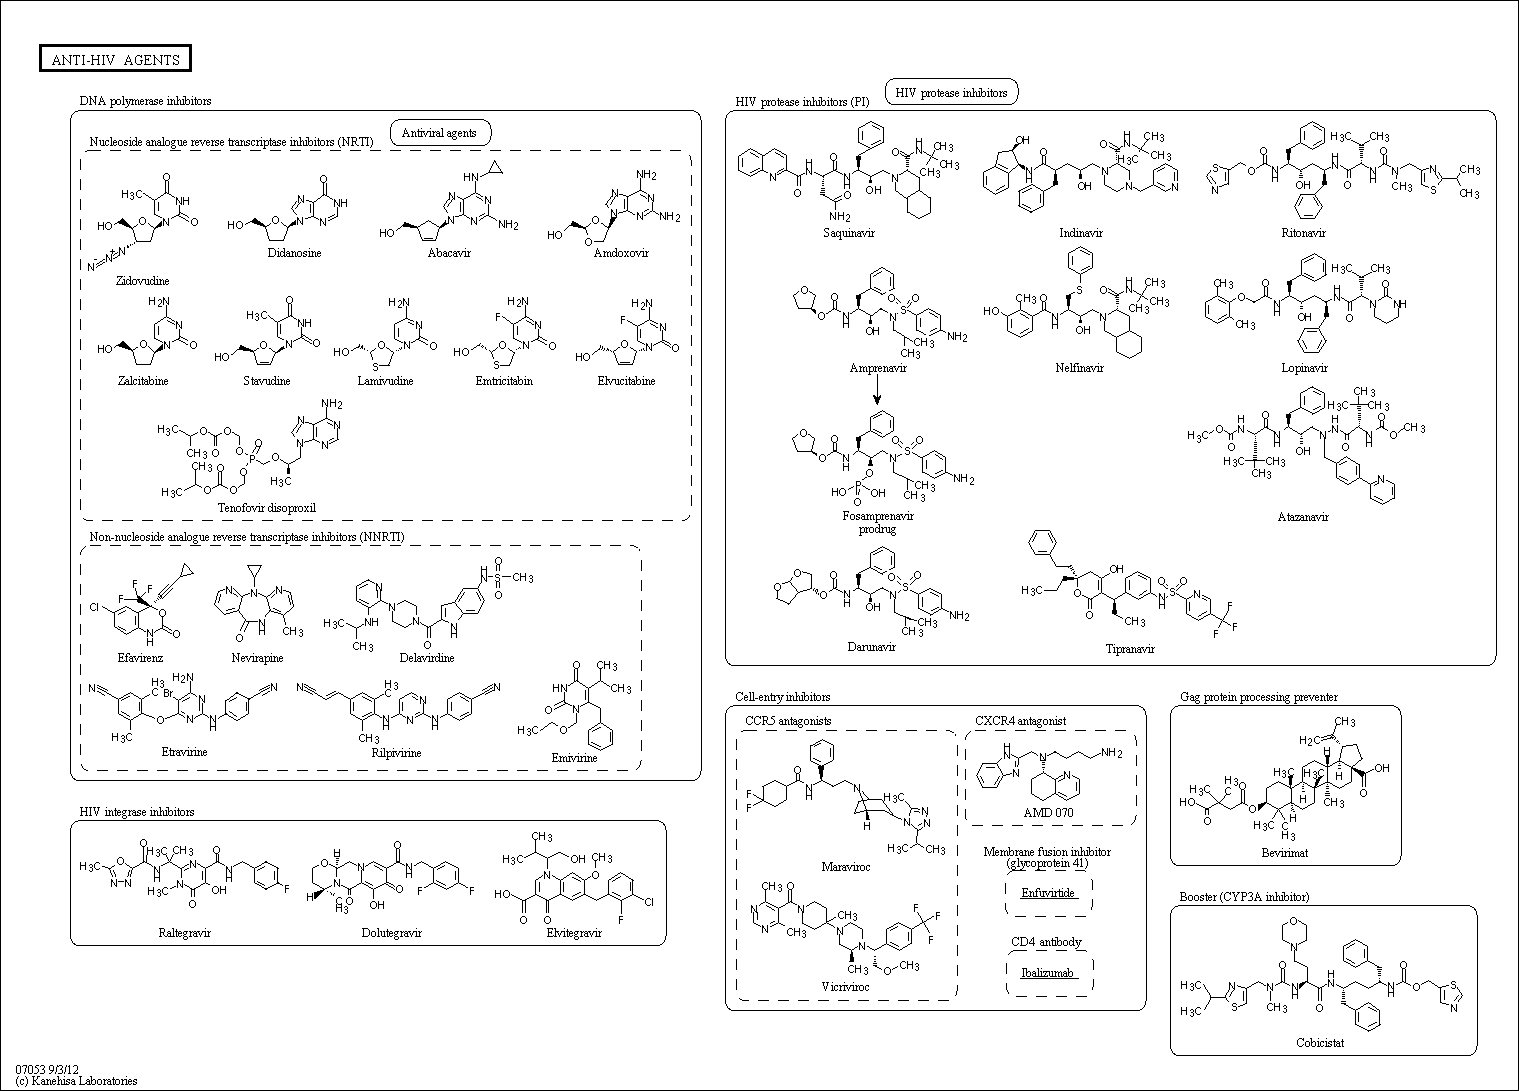 ANTI-HIV AGENTS
DNA polymerase inhibitors
Antiviral agents
Nucleoside analogue reverse transcriptase inhibitors (NRTI)
Zidovudine
Didanosine
Abacavir
Amdoxovir
Zalcitabine
Stavudine
Lamivudine
Emtricitabin
Elvucitabine
Tenofovir disoproxil
Non-nucleoside analogue reverse transcriptase inhibitors (NNRTI)
Efavirenz
Nevirapine
Delavirdine
Etravirine
Rilpivirine
Emivirine
HIV integrase inhibitors
Raltegravir
Dolutegravir
Elvitegravir
HIV protease inhibitors (PI)
HIV protease inhibitors
Saquinavir
Indinavir
Ritonavir
Amprenavir
Nelfinavir
Lopinavir
Fosamprenavir
prodrug
Atazanavir
Darunavir
Tipranavir
Cell-entry inhibitors
CCR5 antagonists
Maraviroc
Vicriviroc
CXCR4 antagonist
AMD 070
Membrane fusion inhibitor
(glycoprotein 41)
Enfuvirtide
CD4 antibody
Ibalizumab
Gag protein processing preventer
Bevirimat
Booster (CYP3A inhibitor)
Cobicistat
07053 9/3/12
(c) Kanehisa Laboratories